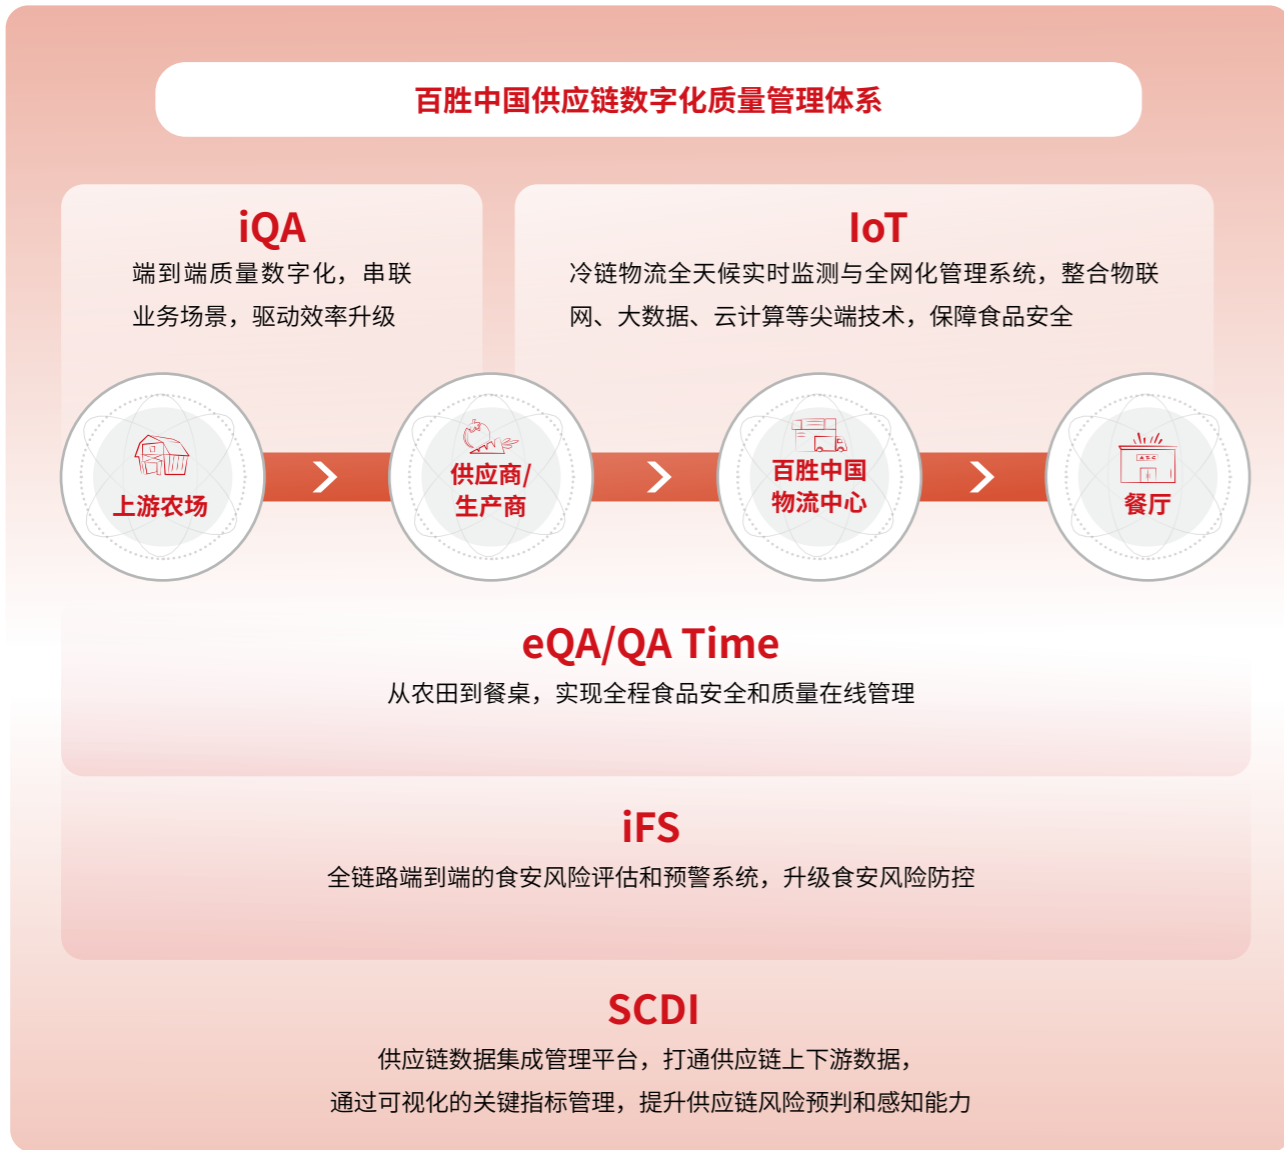 百胜中国供应链数字化质量管理体系
iQA
端到端质量数字化，串联
业务场景，驱动效率升级
IoT
冷链物流全天候实时监测与全网化管理系统，整合物联
网、大数据、云计算等尖端技术，保障食品安全
上游农场
供应商/
生产商
百胜中国
物流中心
餐厅
eQA/QA Time
从农田到餐桌，实现全程食品安全和质量在线管理
iFS
全链路端到端的食安风险评估和预警系统，升级食安风险防控
SCDI
供应链数据集成管理平台，打通供应链上下游数据，
通过可视化的关键指标管理，提升供应链风险预判和感知能力